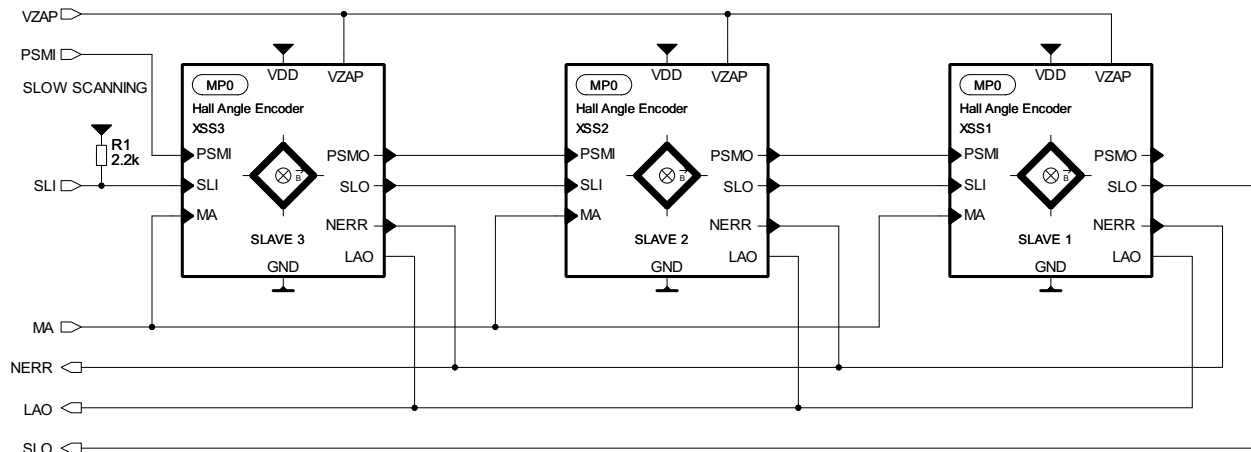 VZAP
PSMI
SLOW SCANNING
R1
2.2k
SLI
MA
NERR
LAO
SLO
VDD VZAP
MP0
Hall Angle Encoder
XSS3
PSMI PSMO
B
SLI SLO
MA NERR
SLAVE 3
LAO
GND
VDD VZAP
MP0
Hall Angle Encoder
XSS2
PSMI PSMO
B
SLI SLO
MA NERR
SLAVE 2
LAO
GND
VDD VZAP
MP0
Hall Angle Encoder
XSS1
PSMI PSMO
B
SLI SLO
MA NERR
SLAVE 1
LAO
GND